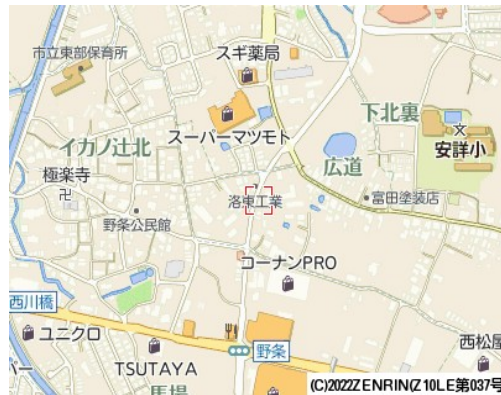 スギ薬局
市立東部保育所
下北裏
スーパーマツモト
安詳小
イカノ辻北
広道
極楽寺
洛東工業
富田塗装店
野条公民館
コーナンPRO
西川橋
ユニクロ
野条
西松屋
TSUTAYA
馬場
(C)2022ZENRIN(Z10LE第037号